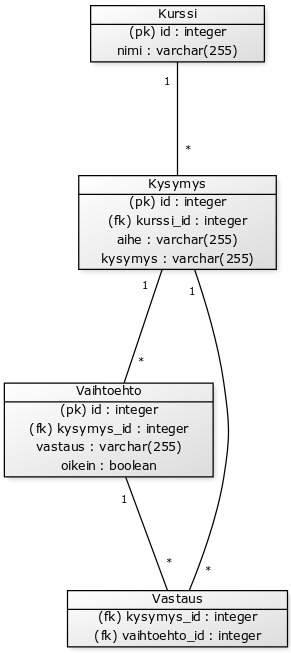 Kurssi
(pk) id : integer
nimi : varchar(255)
1
*
Kysymys
(pk) id : integer
(fk) kurssi_id : integer
aihe : varchar(255)
kysymys : varchar(255)
1
1
*
Vaihtoehto
(pk) id : integer
(fk) kysymys_id : integer
vastaus : varchar(255)
oikein : boolean
1
*
*
Vastaus
(fk) kysymys_id : integer
(fk) vaihtoehto_id : integer